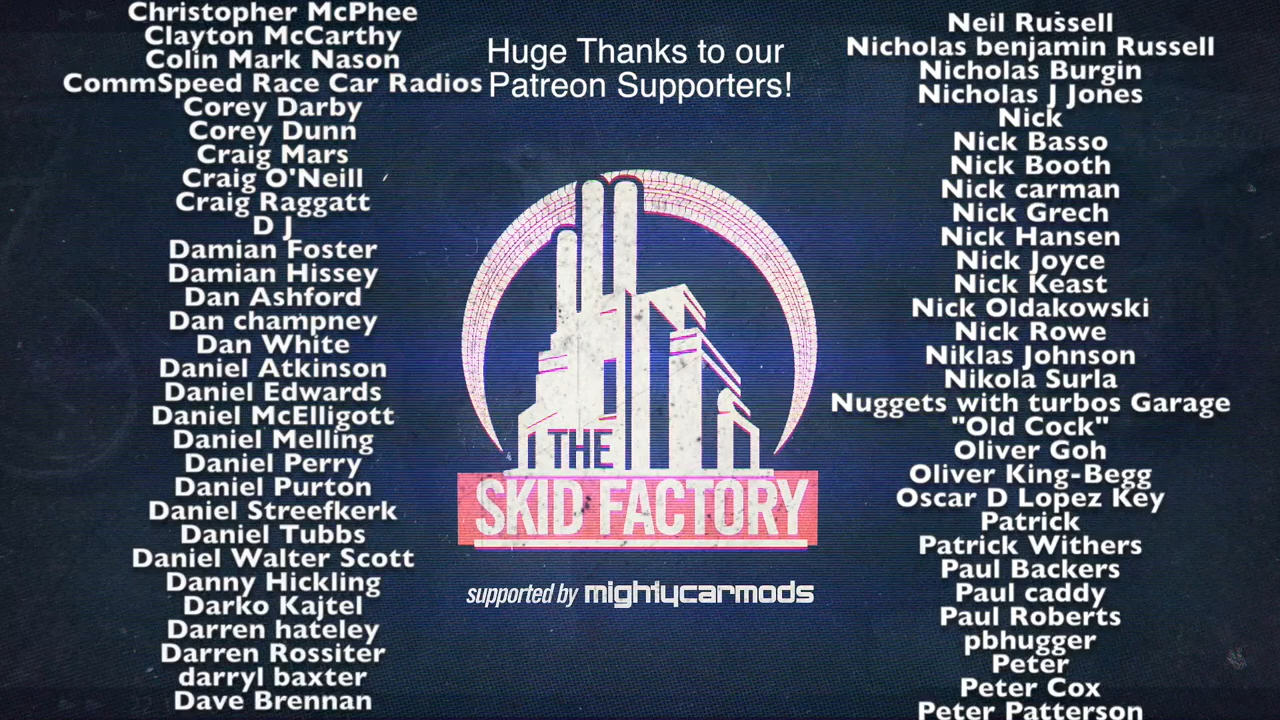 Christopher McPhee
Clayton McCarthy
Colin Mark Nason
CommSpeed Race Car Radios
Corey Darby
Corey Dunn
Craig Mars
Craig O'Neill
Craig Raggatt
D J
Damian Foster
Damian Hissey
Dan Ashford
Dan champney
Dan White
Daniel Atkinson
Daniel Edwards
Daniel McElligott
Daniel Melling
Daniel Perry
Daniel Purton
Daniel Streefkerk
Daniel Tubbs
Daniel Walter Scott
Danny Hickling
Darko Kajtel
Darren hateley
Darren Rossiter
darryl baxter
Dave Brennan
Huge Thanks to our
Patreon Supporters!
THE
SKID FACTORY
supported by mightycarmods
Neil Russell
Nicholas benjamin Russell
Nicholas Burgin
Nicholas J Jones
Nick
Nick Basso
Nick Booth
Nick carman
Nick Grech
Nick Hansen
Nick Joyce
Nick Keast
Nick Oldakowski
Nick Rowe
Niklas Johnson
Nikola Surla
Nuggets with turbos Garage
"Old Cock"
Oliver Goh
Oliver King-Begg
Oscar D Lopez Key
Patrick
Patrick Withers
Paul Backers
Paul caddy
Paul Roberts
pbhugger
Peter
Peter Cox
Peter Patterson